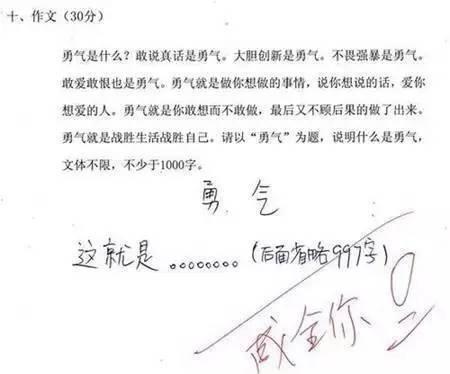 十、作文（30分）
勇气是什么？敢说真话是勇气。大胆创新是勇气。不畏强暴是勇气。
敢爱敢恨也是勇气。勇气就是做你想做的事情，说你想说的话，爱你
想爱的人。勇气就是你敢想而不敢做，最后又不顾后果的做了出来。
勇气就是战胜生活战胜自己。请以“勇气”为题，说明什么是勇气，
文体不限，不少于1000字。
勇 气
这就是。。。。。。。。（后面省略997字）
成全你 0